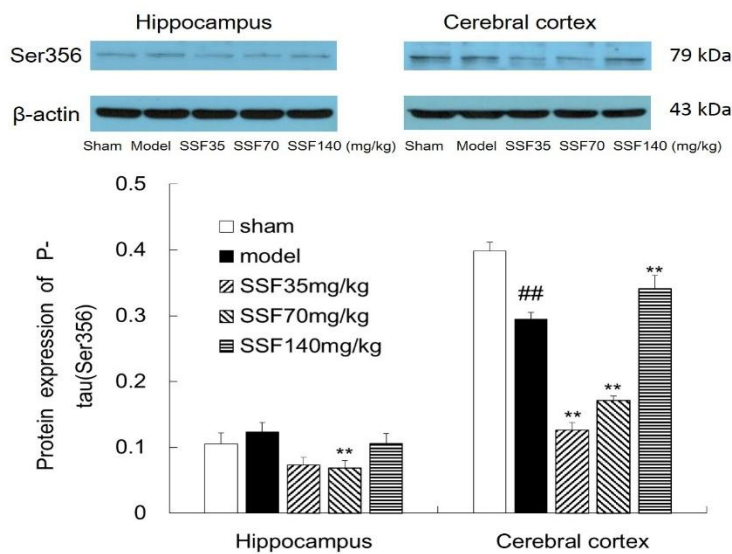 Hippocampus Cerebral cortex
Ser356 79 kDa
β-actin 43 kDa
Sham Model SSF35 SSF70 SSF140 (mg/kg) Sham Model SSF35 SSF70 SSF140 (mg/kg)
0.5
0.4
0.3
0.2
0.1
0
Protein expression of P-
tau(Ser356)
sham
model
SSF35mg/kg
SSF70mg/kg
SSF140mg/kg
**
##
**
**
**
Hippocampus Cerebral cortex